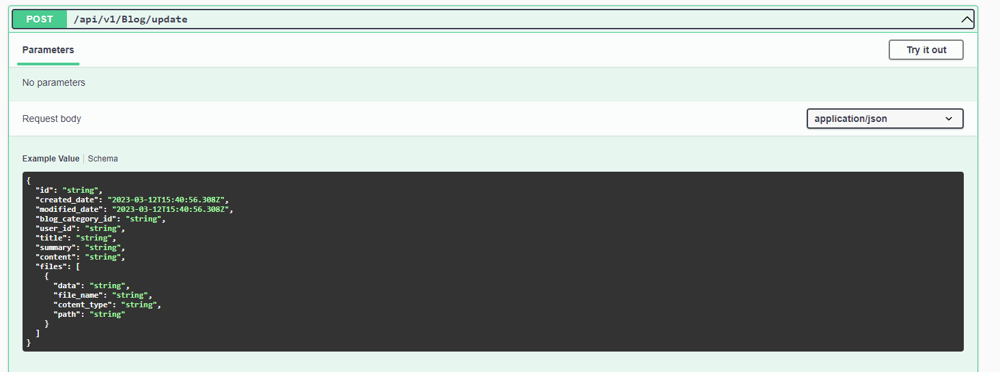 POST /api/v1/Blog/update
Parameters Try it out
No parameters
Request body application/json
Example Value Schema
{
"id": "string",
"created_date": "2023-03-12T15:40:56.308Z",
"modified_date": "2023-03-12T15:40:56.308Z",
"blog_category_id": "string",
"user_id": "string",
"title": "string",
"summary": "string",
"content": "string",
"files": [
{
"data": "string",
"file_name": "string",
"cotent_type": "string",
"path": "string"
}
]
}